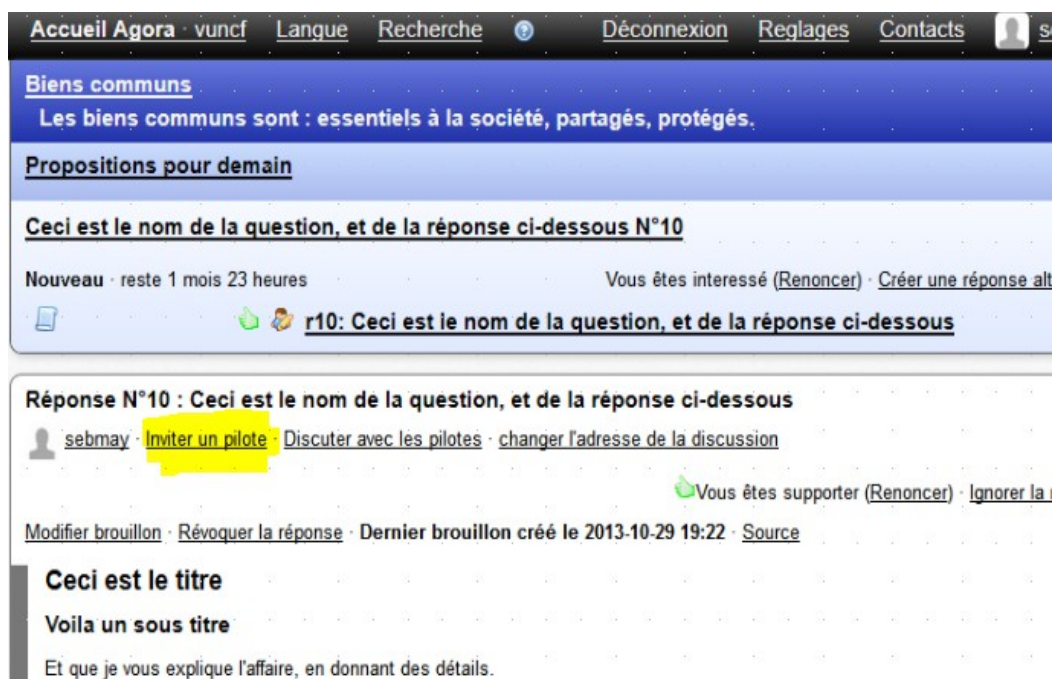 Accueil Agora · vuncf Langue Recherche ? Déconnexion Reglages Contacts
Biens communs
Les biens communs sont : essentiels à la société, partagés, protégés.
Propositions pour demain
Ceci est le nom de la question, et de la réponse ci-dessous N°10
Nouveau · reste 1 mois 23 heures Vous êtes interessé (Renoncer) · Créer une réponse alt
r10: Ceci est le nom de la question, et de la réponse ci-dessous
Réponse N°10 : Ceci est le nom de la question, et de la réponse ci-dessous
sebmay · Inviter un pilote · Discuter avec les pilotes · changer l'adresse de la discussion
Vous êtes supporter (Renoncer) · Ignorer la
Modifier brouillon · Révoquer la réponse · Dernier brouillon créé le 2013-10-29 19:22 · Source
Ceci est le titre
Voila un sous titre
Et que je vous explique l'affaire, en donnant des détails.